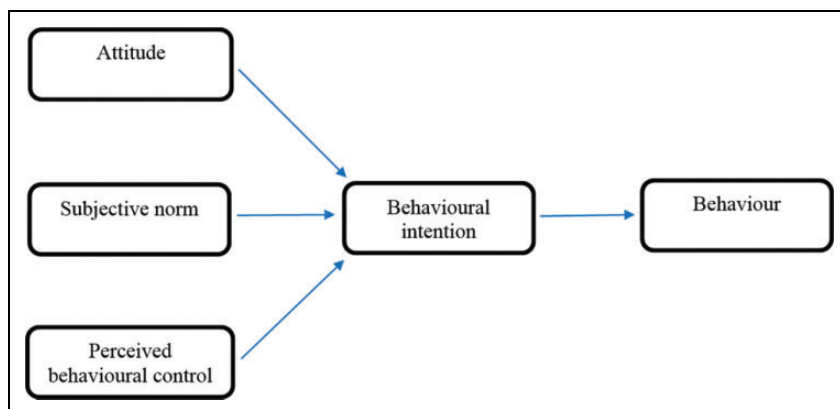 Attitude
Subjective norm
Perceived
behavioural control
Behavioural
intention
Behaviour